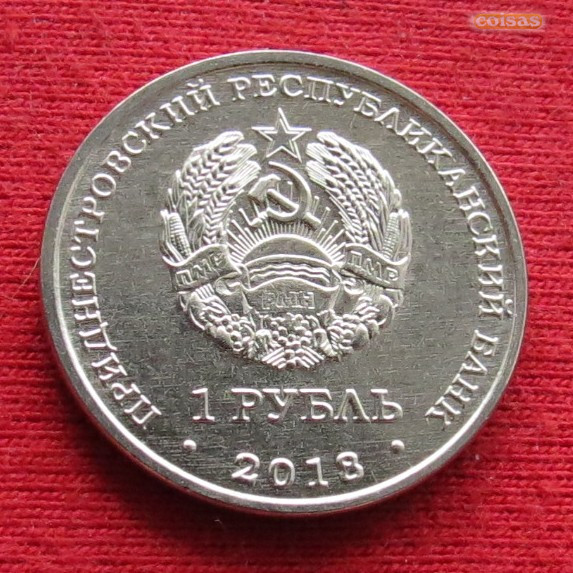 coisas
ПРИДНЕСТРОВСКИЙ РЕСПУБЛИКАНСКИЙ БАНК
ПМР РМН ПМР
1 РУБЛЬ
· 2018 ·